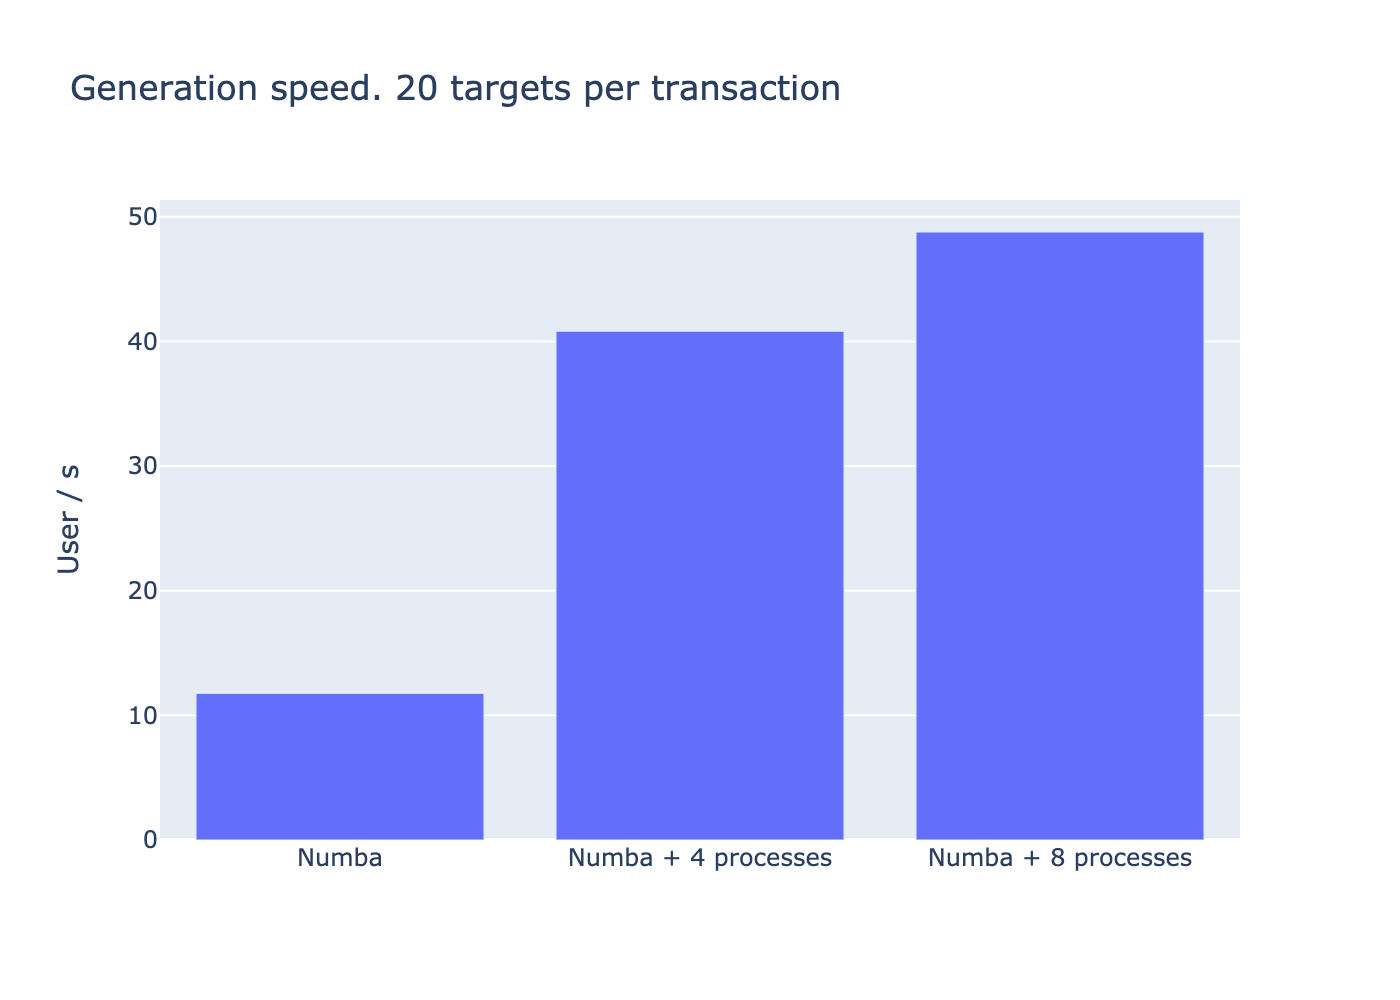 Generation speed. 20 targets per transaction
50
40
30
20
10
0
User / s
Numba
Numba + 4 processes
Numba + 8 processes